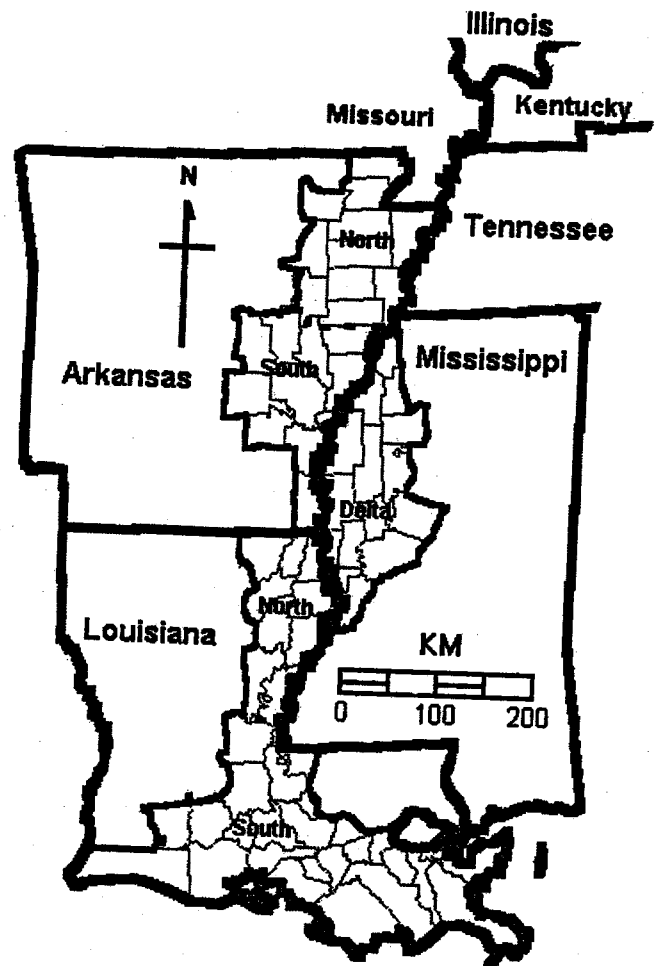 Illinois
Missouri
Kentucky
N
North
Tennessee
Arkansas
South
Mississippi
Delta
North
Louisiana
KM
0 100 200
South